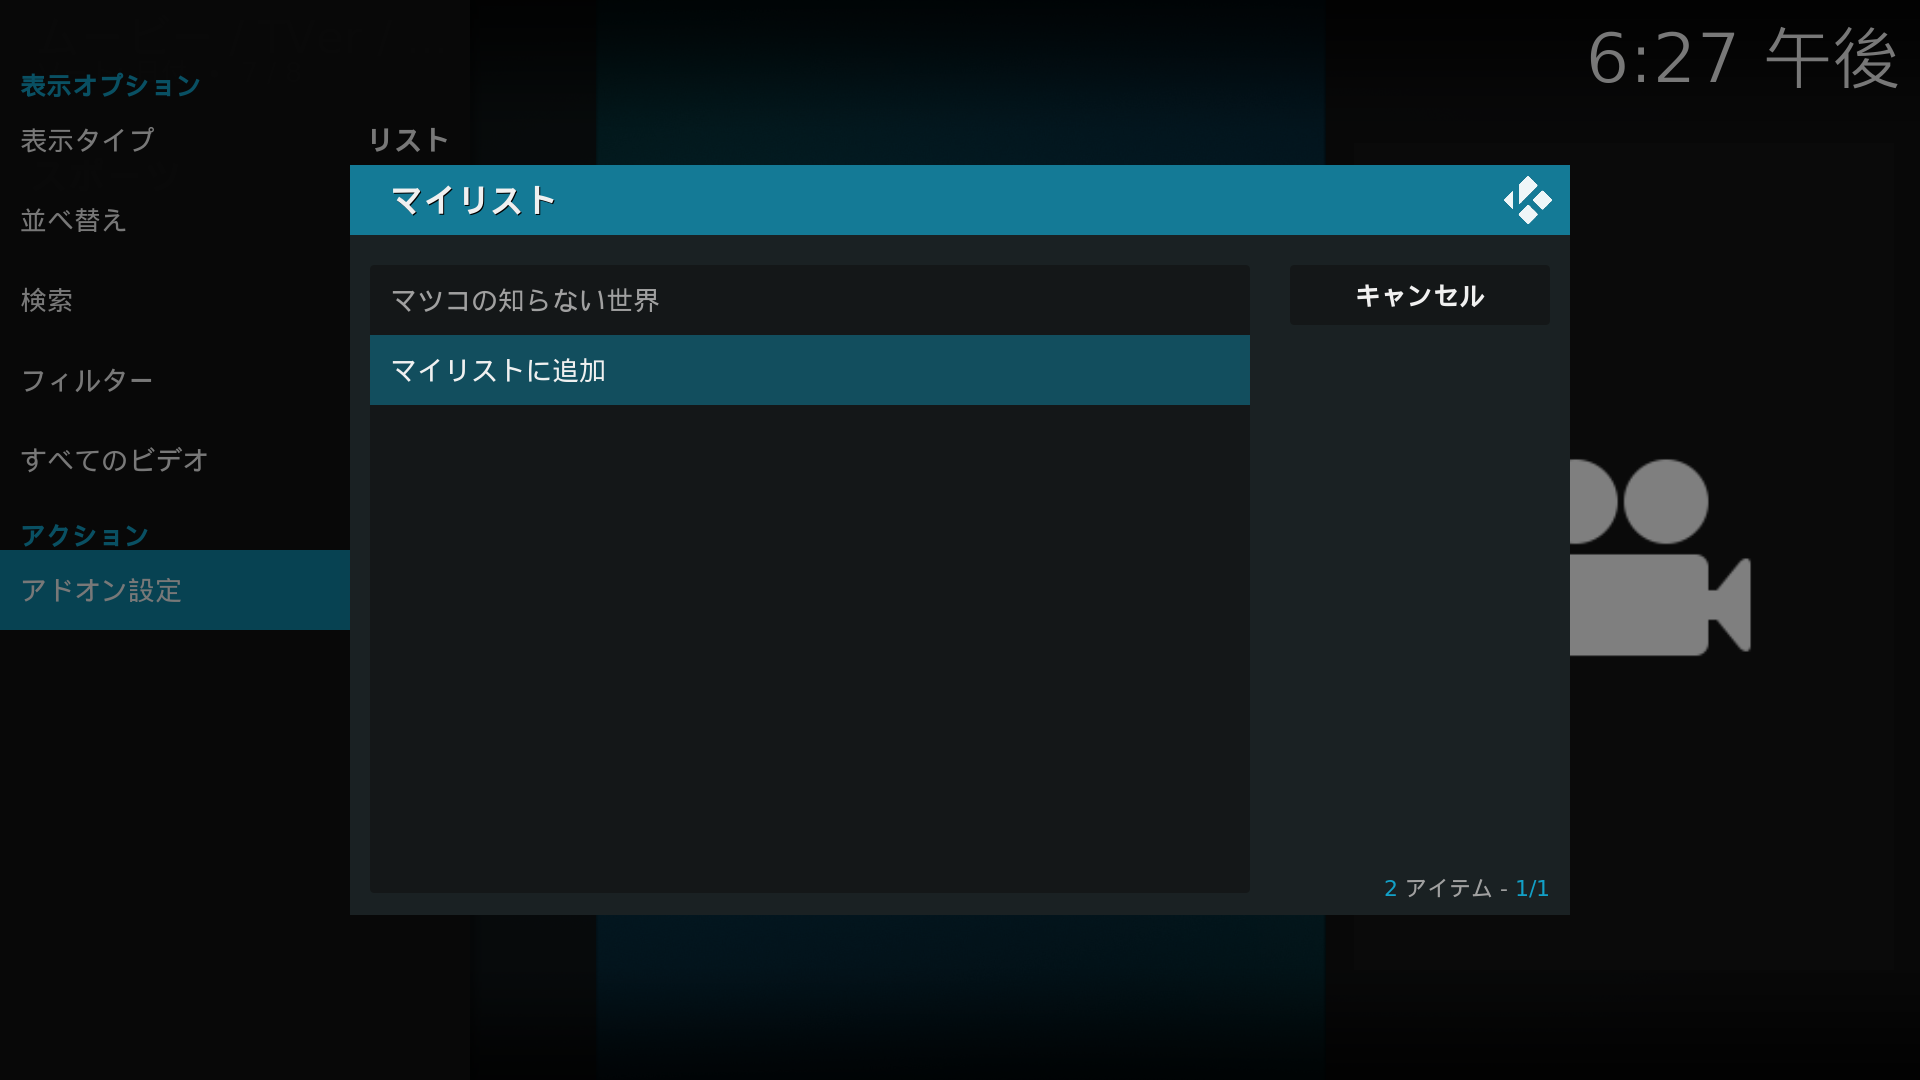 6:27 午後
表示オプション
表示タイプ
リスト
並べ替え
検索
フィルター
すべてのビデオ
アクション
アドオン設定
マイリスト
マツコの知らない世界
マイリストに追加
キャンセル
2 アイテム - 1/1